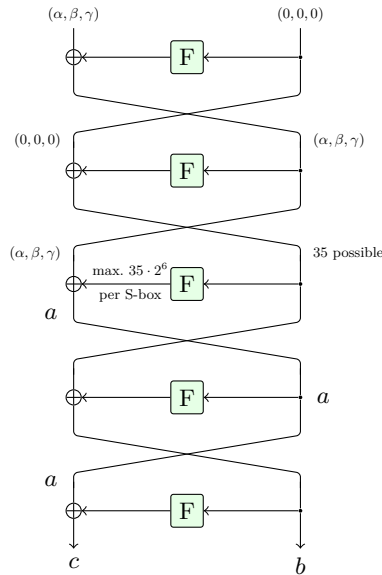 (α, β, γ) (0, 0, 0)
F
(0, 0, 0) (α, β, γ)
F
(α, β, γ) 35 possible
max. 35 · 2⁶
F
per S-box
a
F a
a
F
c b